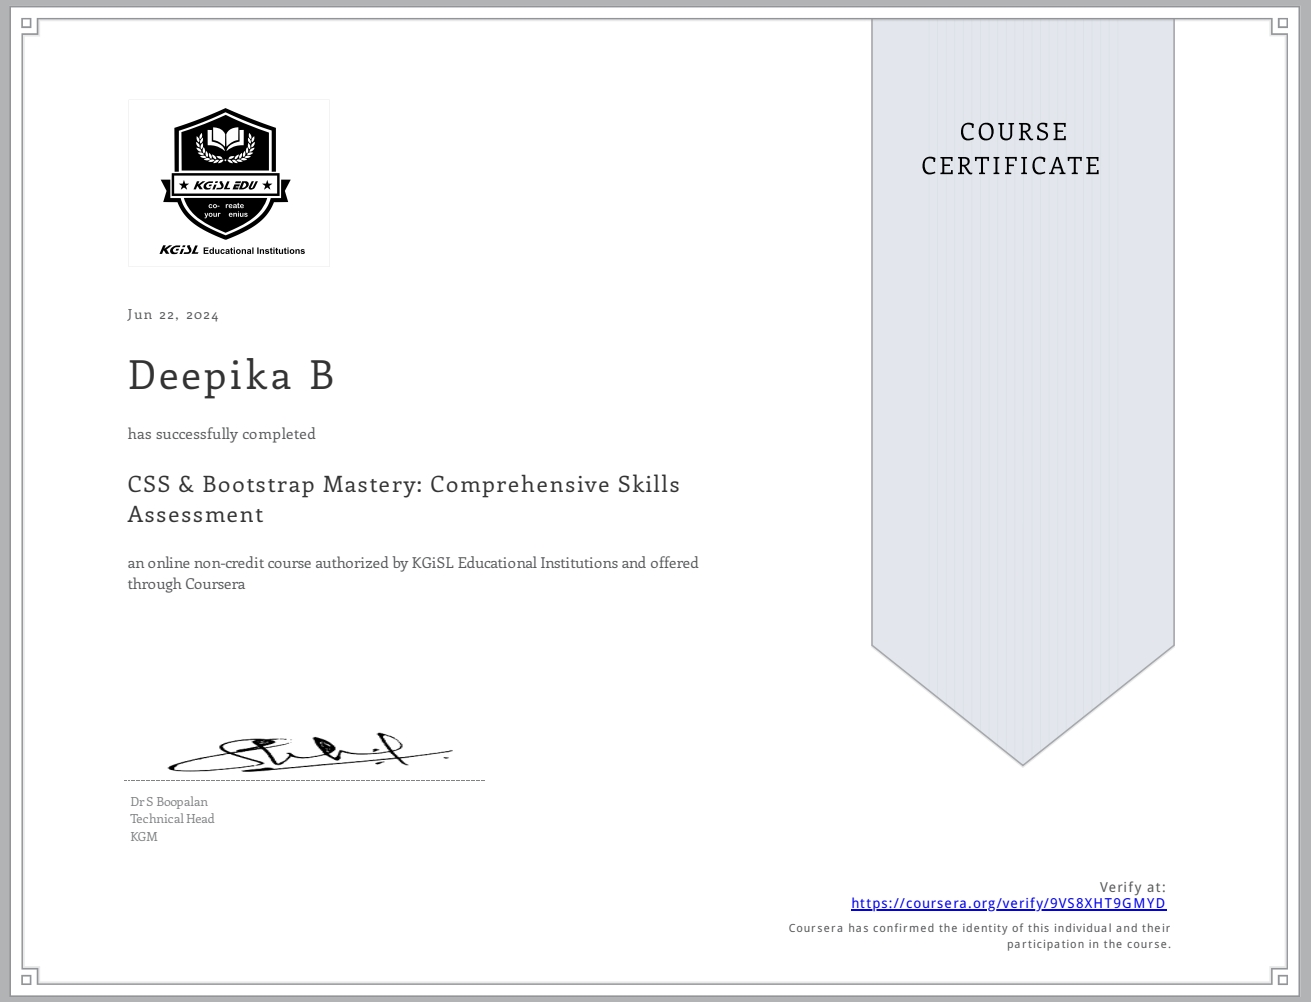 COURSE
CERTIFICATE
★ KGiSL EDU ★
co- reate
your enius
KGiSL Educational Institutions
Jun 22, 2024
Deepika B
has successfully completed
CSS & Bootstrap Mastery: Comprehensive Skills
Assessment
an online non-credit course authorized by KGiSL Educational Institutions and offered
through Coursera
Dr S Boopalan
Technical Head
KGM
Verify at:
https://coursera.org/verify/9VS8XHT9GMYD
Coursera has confirmed the identity of this individual and their
participation in the course.